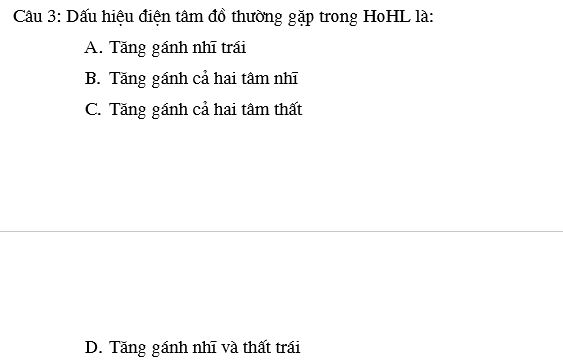 Câu 3: Dấu hiệu điện tâm đồ thường gặp trong HoHL là:
A. Tăng gánh nhĩ trái
B. Tăng gánh cả hai tâm nhĩ
C. Tăng gánh cả hai tâm thất
D. Tăng gánh nhĩ và thất trái